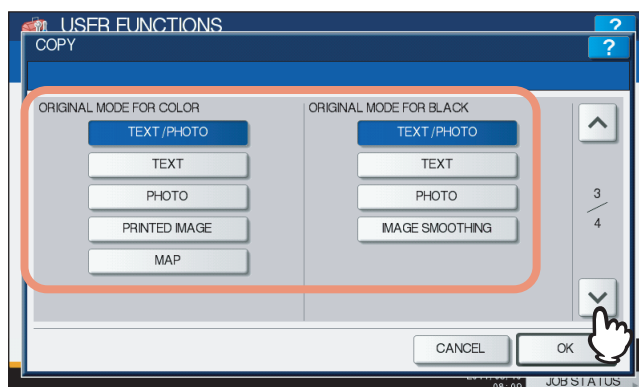 USER FUNCTIONS
?
COPY
?
ORIGINAL MODE FOR COLOR
ORIGINAL MODE FOR BLACK
TEXT/PHOTO
TEXT/PHOTO
TEXT
TEXT
PHOTO
PHOTO
PRINTED IMAGE
IMAGE SMOOTHING
MAP
3
4
CANCEL
OK
JOB STATUS